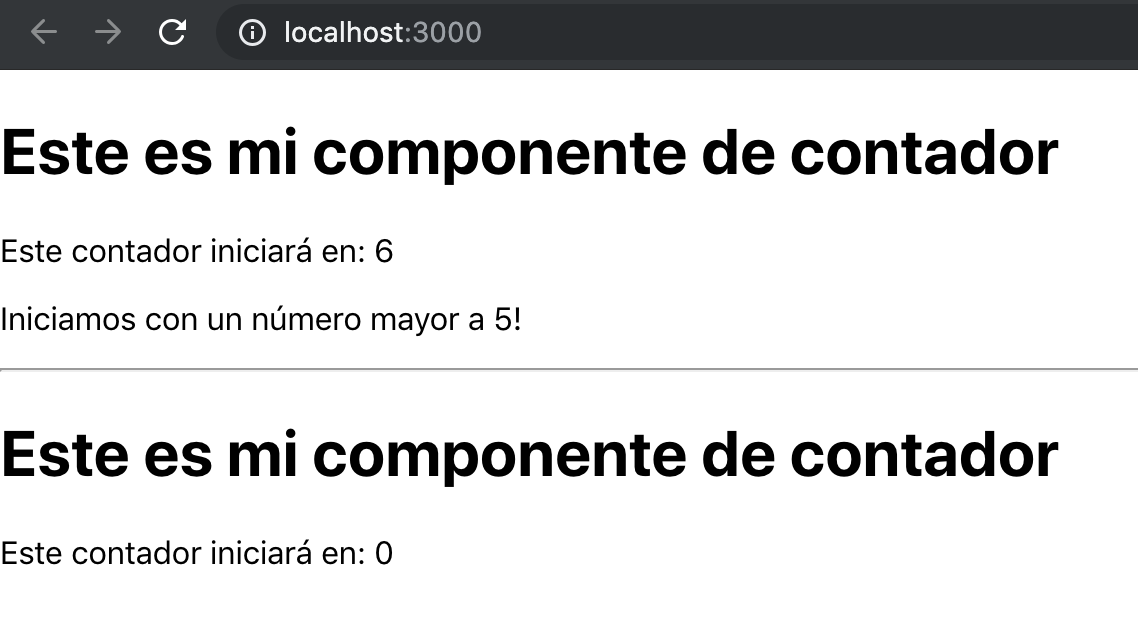 localhost:3000
Este es mi componente de contador
Este contador iniciará en: 6
Iniciamos con un número mayor a 5!
Este es mi componente de contador
Este contador iniciará en: 0